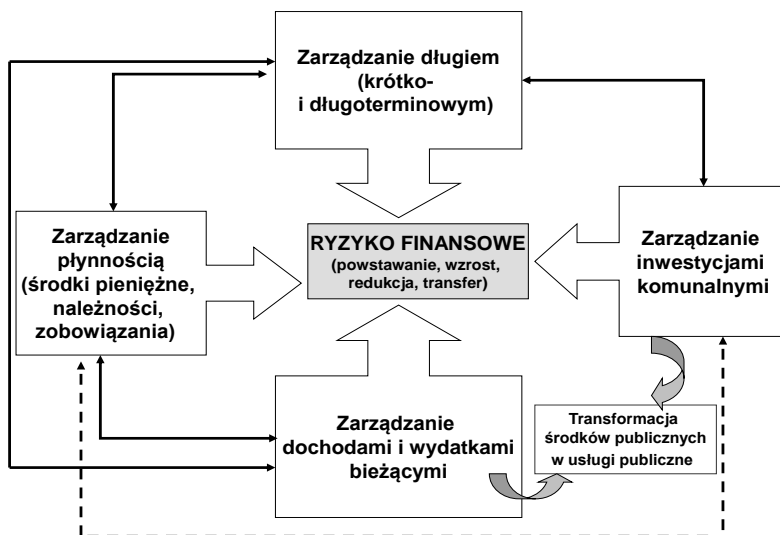 Zarządzanie długiem
(krótko-
i długoterminowym)
Zarządzanie
płynnością
(środki pieniężne,
należności,
zobowiązania)
RYZYKO FINANSOWE
(powstawanie, wzrost,
redukcja, transfer)
Zarządzanie
inwestycjami
komunalnymi
Zarządzanie
dochodami i wydatkami
bieżącymi
Transformacja
środków publicznych
w usługi publiczne